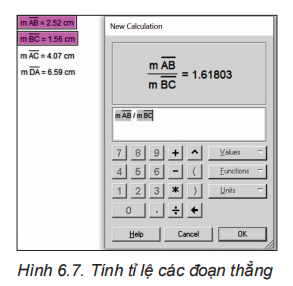 m AB = 2.52 cm
m BC = 1.56 cm
m AC = 4.07 cm
m DA = 6.59 cm
New Calculation
m AB
m BC
= 1.61803
m AB / m BC
7 8 9 + ^ Values
4 5 6 - ( Functions
1 2 3 * ) Units
0 . ÷ ←
Help Cancel OK
Hình 6.7. Tính tỉ lệ các đoạn thẳng